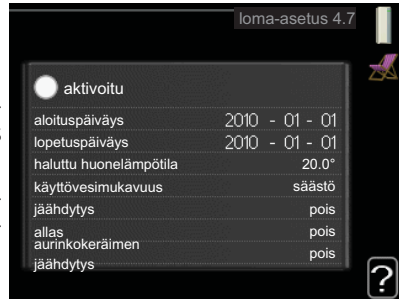 loma-asetus 4.7
aktivoitu
aloituspäiväys 2010 - 01 - 01
lopetuspäiväys 2010 - 01 - 01
haluttu huonelämpötila 20.0°
käyttövesimukavuus säästö
jäähdytys pois
allas pois
aurinkokeräimen jäähdytys pois
?